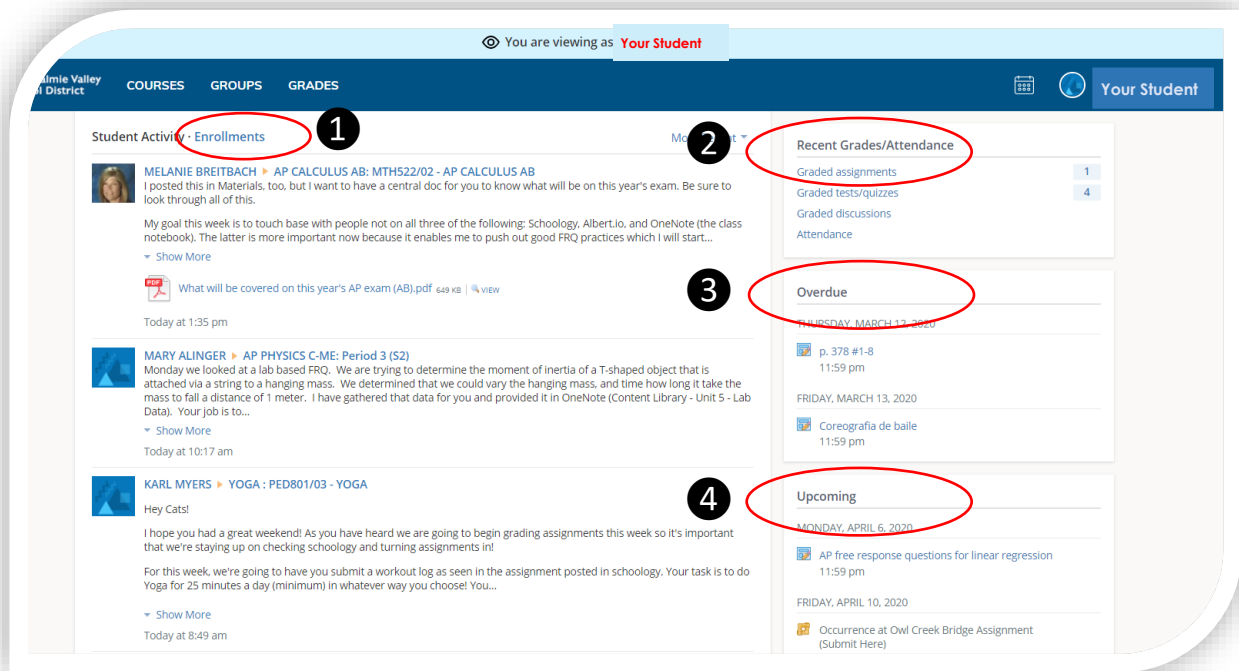 You are viewing as Your Student
almie Valley
ol District
COURSES GROUPS GRADES
Your Student
Student Activity · Enrollments
1
2
MELANIE BREITBACH ▸ AP CALCULUS AB: MTH522/02 - AP CALCULUS AB
I posted this in Materials, too, but I want to have a central doc for you to know what will be on this year's exam. Be sure to
look through all of this.
My goal this week is to touch base with people not on all three of the following: Schoology, Albert.io, and OneNote (the class
notebook). The latter is more important now because it enables me to push out good FRQ practices which I will start...
Show More
PDF
What will be covered on this year's AP exam (AB).pdf 649 KB | VIEW
Today at 1:35 pm
MARY ALINGER ▸ AP PHYSICS C-ME: Period 3 (S2)
Monday we looked at a lab based FRQ. We are trying to determine the moment of inertia of a T-shaped object that is
attached via a string to a hanging mass. We determined that we could vary the hanging mass, and time how long it take the
mass to fall a distance of 1 meter. I have gathered that data for you and provided it in OneNote (Content Library - Unit 5 - Lab
Data). Your job is to...
Show More
Today at 10:17 am
KARL MYERS ▸ YOGA : PED801/03 - YOGA
Hey Cats!
I hope you had a great weekend! As you have heard we are going to begin grading assignments this week so it's important
that we're staying up on checking schoology and turning assignments in!
For this week, we're going to have you submit a workout log as seen in the assignment posted in schoology. Your task is to do
Yoga for 25 minutes a day (minimum) in whatever way you choose! You...
Show More
Today at 8:49 am
Recent Grades/Attendance
Graded assignments 1
Graded tests/quizzes 4
Graded discussions
Attendance
3
Overdue
THURSDAY, MARCH 12, 2020
p. 378 #1-8
11:59 pm
FRIDAY, MARCH 13, 2020
Coreografia de baile
11:59 pm
4
Upcoming
MONDAY, APRIL 6, 2020
AP free response questions for linear regression
11:59 pm
FRIDAY, APRIL 10, 2020
Occurrence at Owl Creek Bridge Assignment
(Submit Here)